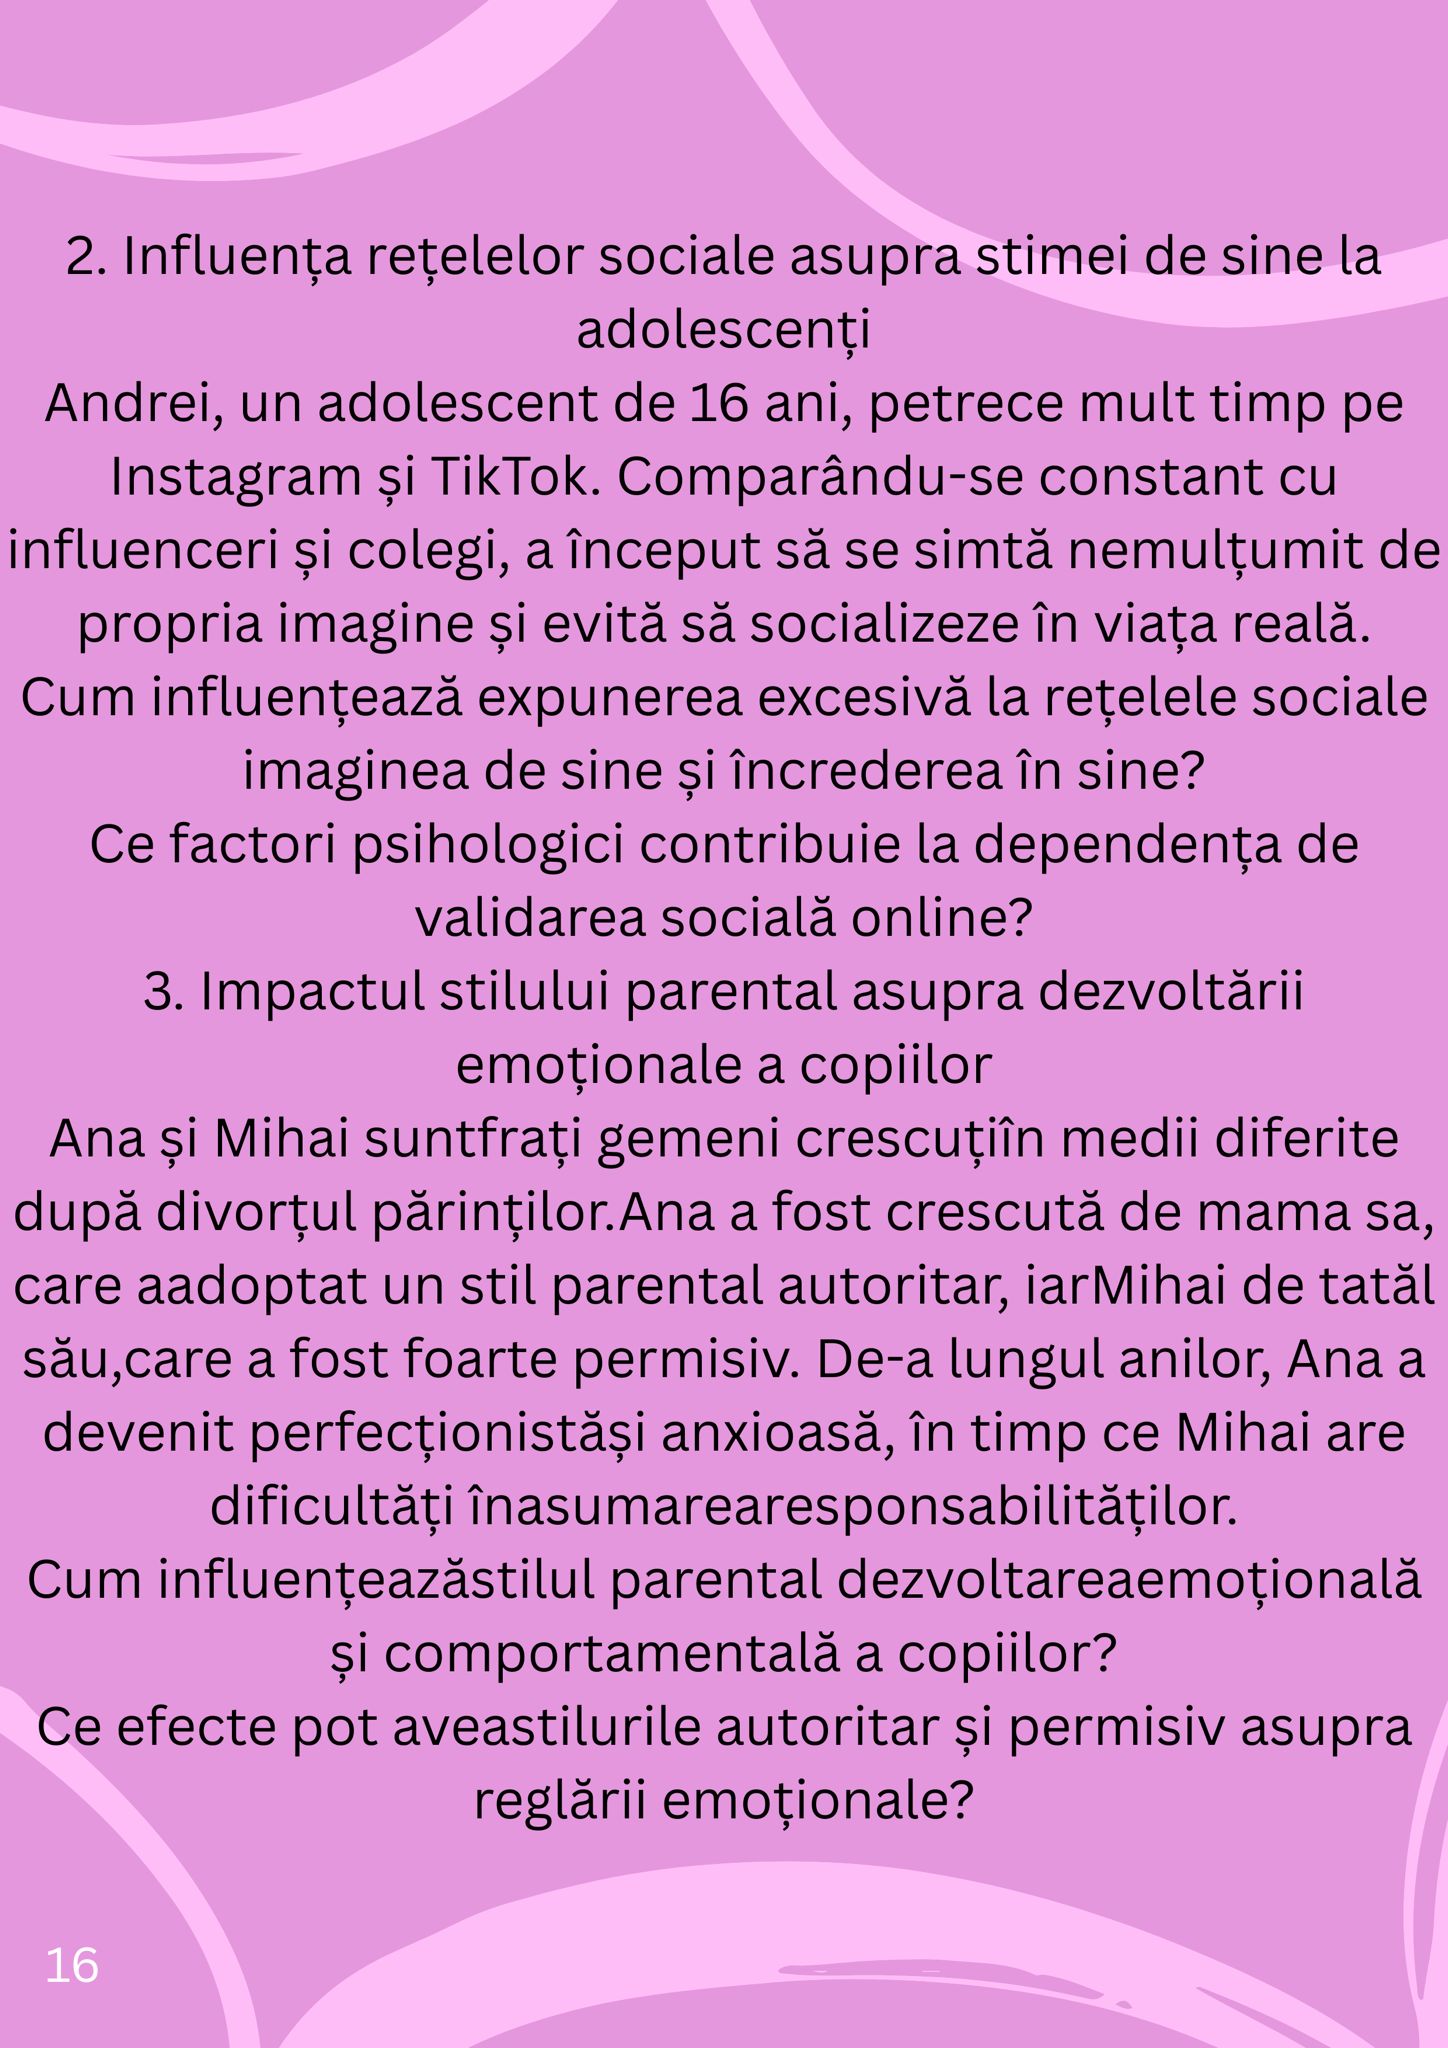 2. Influența rețelelor sociale asupra stimei de sine la
adolescenți
Andrei, un adolescent de 16 ani, petrece mult timp pe
Instagram și TikTok. Comparându-se constant cu
influenceri și colegi, a început să se simtă nemulțumit de
propria imagine și evită să socializeze în viața reală.
Cum influențează expunerea excesivă la rețelele sociale
imaginea de sine și încrederea în sine?
Ce factori psihologici contribuie la dependența de
validarea socială online?
3. Impactul stilului parental asupra dezvoltării
emoționale a copiilor
Ana și Mihai suntfrați gemeni crescuțiîn medii diferite
după divorțul părinților.Ana a fost crescută de mama sa,
care aadoptat un stil parental autoritar, iarMihai de tatăl
său,care a fost foarte permisiv. De-a lungul anilor, Ana a
devenit perfecționistăși anxioasă, în timp ce Mihai are
dificultăți înasumarearesponsabilităților.
Cum influențeazăstilul parental dezvoltareaemoțională
și comportamentală a copiilor?
Ce efecte pot aveastilurile autoritar și permisiv asupra
reglării emoționale?
16